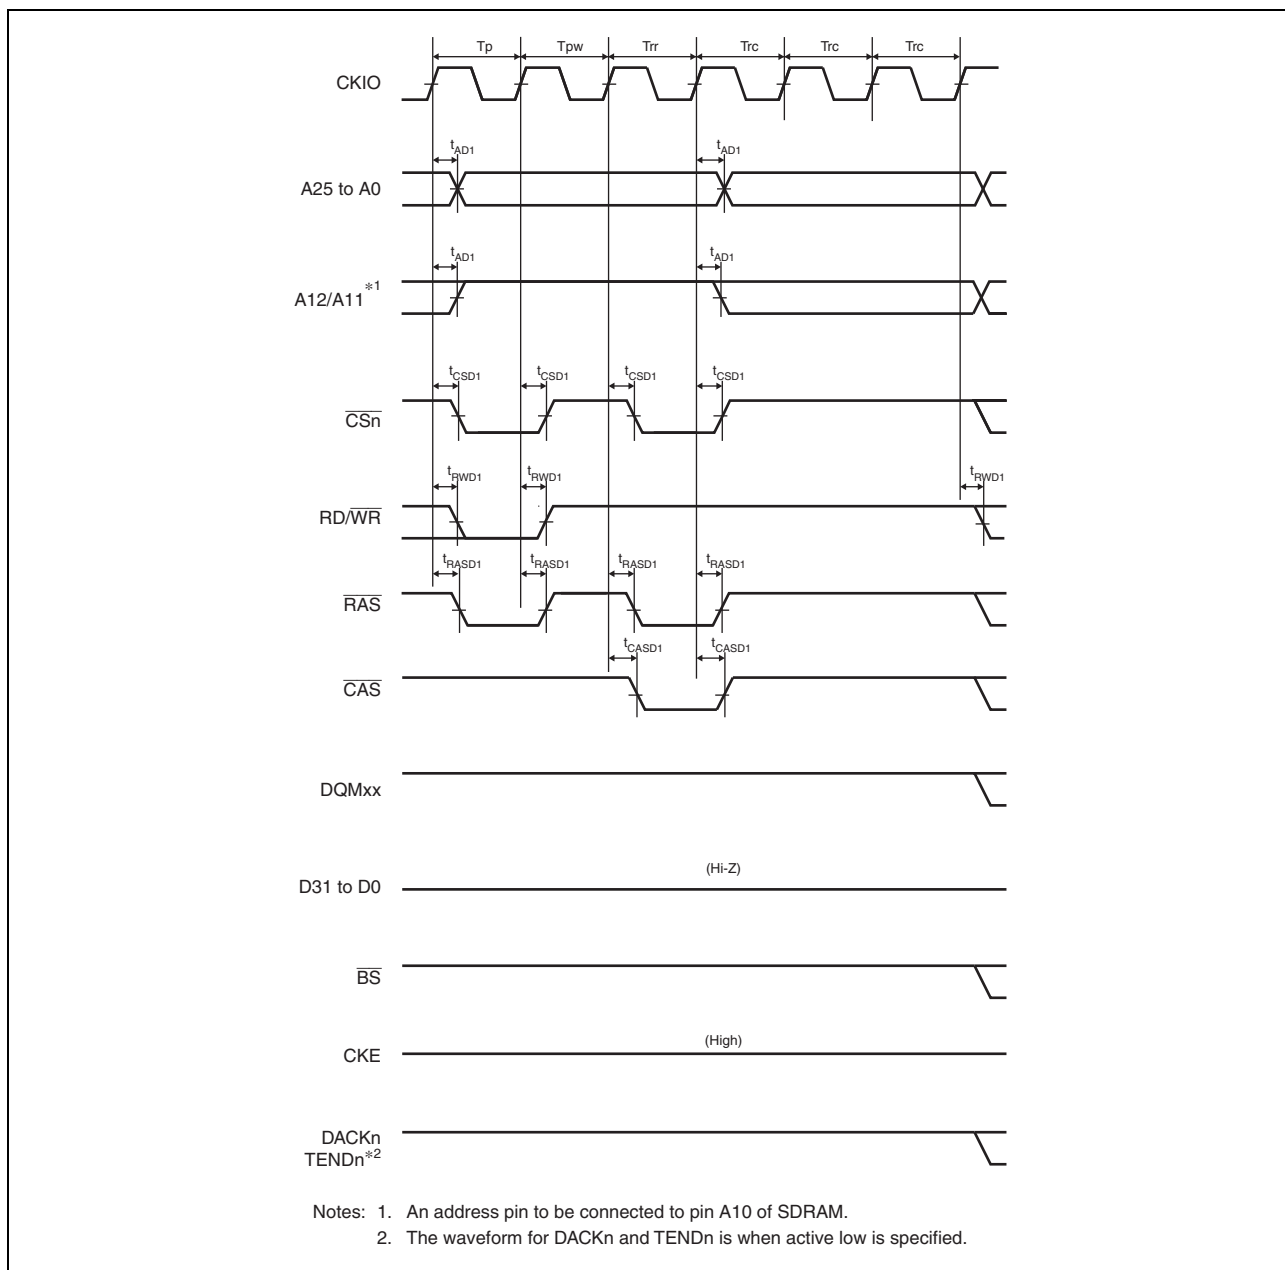 Tp Tpw Trr Trc Trc Trc
CKIO
tAD1 tAD1
A25 to A0
tAD1 tAD1
A12/A11*1
tCSD1 tCSD1 tCSD1 tCSD1
CSn
tRWD1 tRWD1 tRWD1
RD/WR
tRASD1 tRASD1 tRASD1 tRASD1
RAS
tCASD1 tCASD1
CAS
DQMxx
(Hi-Z)
D31 to D0
BS
(High)
CKE
DACKn
TENDn*2
Notes: 1. An address pin to be connected to pin A10 of SDRAM.
2. The waveform for DACKn and TENDn is when active low is specified.